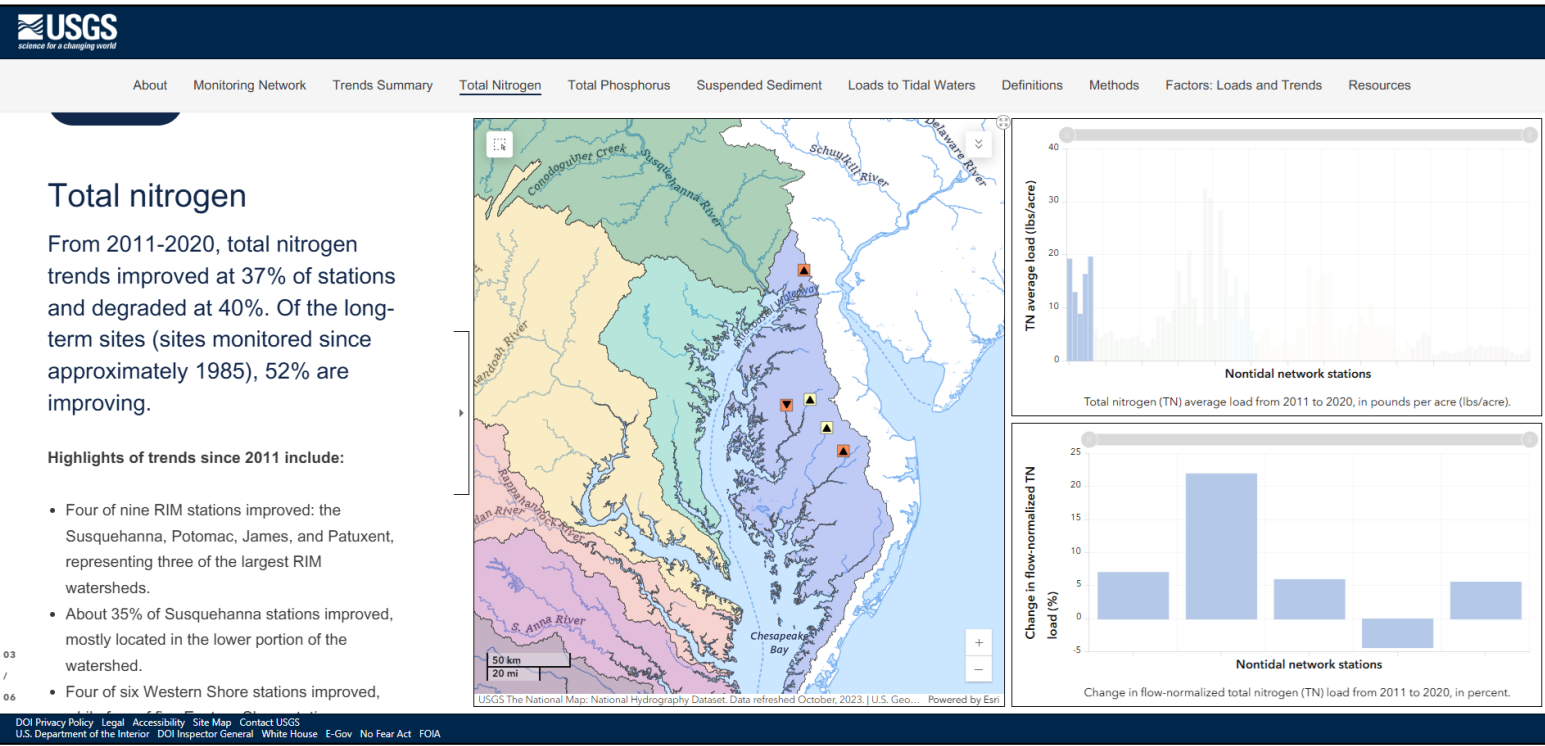 USGS
science for a changing world
About Monitoring Network Trends Summary Total Nitrogen Total Phosphorus Suspended Sediment Loads to Tidal Waters Definitions Methods Factors: Loads and Trends Resources
Total nitrogen
From 2011-2020, total nitrogen
trends improved at 37% of stations
and degraded at 40%. Of the long-
term sites (sites monitored since
approximately 1985), 52% are
improving.
Highlights of trends since 2011 include:
• Four of nine RIM stations improved: the
Susquehanna, Potomac, James, and Patuxent,
representing three of the largest RIM
watersheds.
• About 35% of Susquehanna stations improved,
mostly located in the lower portion of the
watershed.
• Four of six Western Shore stations improved,
03
/
06
Conodoguinet Creek
Susquehanna River
Schuylkill River
Delaware River
Waterway
nandoah River
Rappahannock River
dan River
S. Anna River
Chesapeake
Bay
50 km
20 mi
+
−
USGS The National Map: National Hydrography Dataset. Data refreshed October, 2023. | U.S. Geo... Powered by Esri
TN average load (lbs/acre)
40
30
20
10
0
Nontidal network stations
Total nitrogen (TN) average load from 2011 to 2020, in pounds per acre (lbs/acre).
Change in flow-normalized TN
load (%)
25
20
15
10
5
0
-5
Nontidal network stations
Change in flow-normalized total nitrogen (TN) load from 2011 to 2020, in percent.
DOI Privacy Policy Legal Accessibility Site Map Contact USGS
U.S. Department of the Interior DOI Inspector General White House E-Gov No Fear Act FOIA